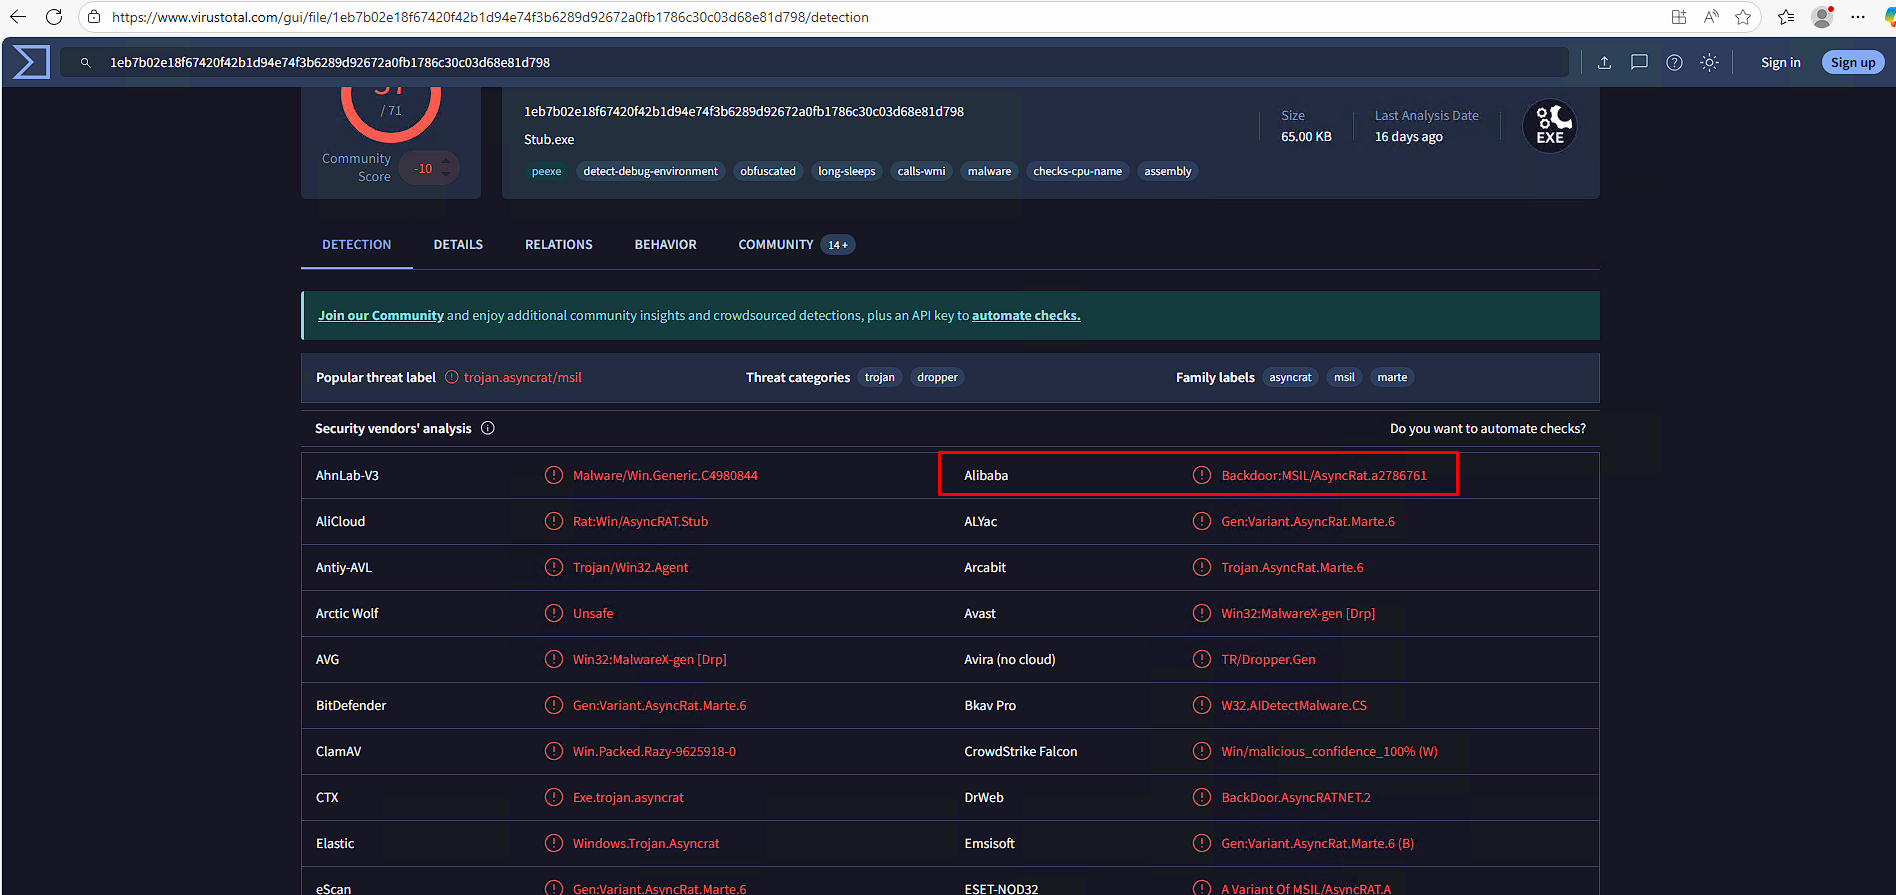 https://www.virustotal.com/gui/file/1eb7b02e18f67420f42b1d94e74f3b6289d92672a0fb1786c30c03d68e81d798/detection
1eb7b02e18f67420f42b1d94e74f3b6289d92672a0fb1786c30c03d68e81d798
Sign in
Sign up
/ 71
Community
Score
-10
1eb7b02e18f67420f42b1d94e74f3b6289d92672a0fb1786c30c03d68e81d798
Stub.exe
peexe detect-debug-environment obfuscated long-sleeps calls-wmi malware checks-cpu-name assembly
Size
65.00 KB
Last Analysis Date
16 days ago
EXE
DETECTION DETAILS RELATIONS BEHAVIOR COMMUNITY 14+
Join our Community and enjoy additional community insights and crowdsourced detections, plus an API key to automate checks.
Popular threat label trojan.asyncrat/msil Threat categories trojan dropper Family labels asyncrat msil marte
Security vendors' analysis Do you want to automate checks?
AhnLab-V3 Malware/Win.Generic.C4980844 Alibaba Backdoor:MSIL/AsyncRat.a2786761
AliCloud Rat:Win/AsyncRAT.Stub ALYac Gen:Variant.AsyncRat.Marte.6
Antiy-AVL Trojan/Win32.Agent Arcabit Trojan.AsyncRat.Marte.6
Arctic Wolf Unsafe Avast Win32:MalwareX-gen [Drp]
AVG Win32:MalwareX-gen [Drp] Avira (no cloud) TR/Dropper.Gen
BitDefender Gen:Variant.AsyncRat.Marte.6 Bkav Pro W32.AIDetectMalware.CS
ClamAV Win.Packed.Razy-9625918-0 CrowdStrike Falcon Win/malicious_confidence_100% (W)
CTX Exe.trojan.asyncrat DrWeb BackDoor.AsyncRATNET.2
Elastic Windows.Trojan.Asyncrat Emsisoft Gen:Variant.AsyncRat.Marte.6 (B)
eScan Gen:Variant.AsyncRat.Marte.6 ESET-NOD32 A Variant Of MSIL/AsyncRAT.A